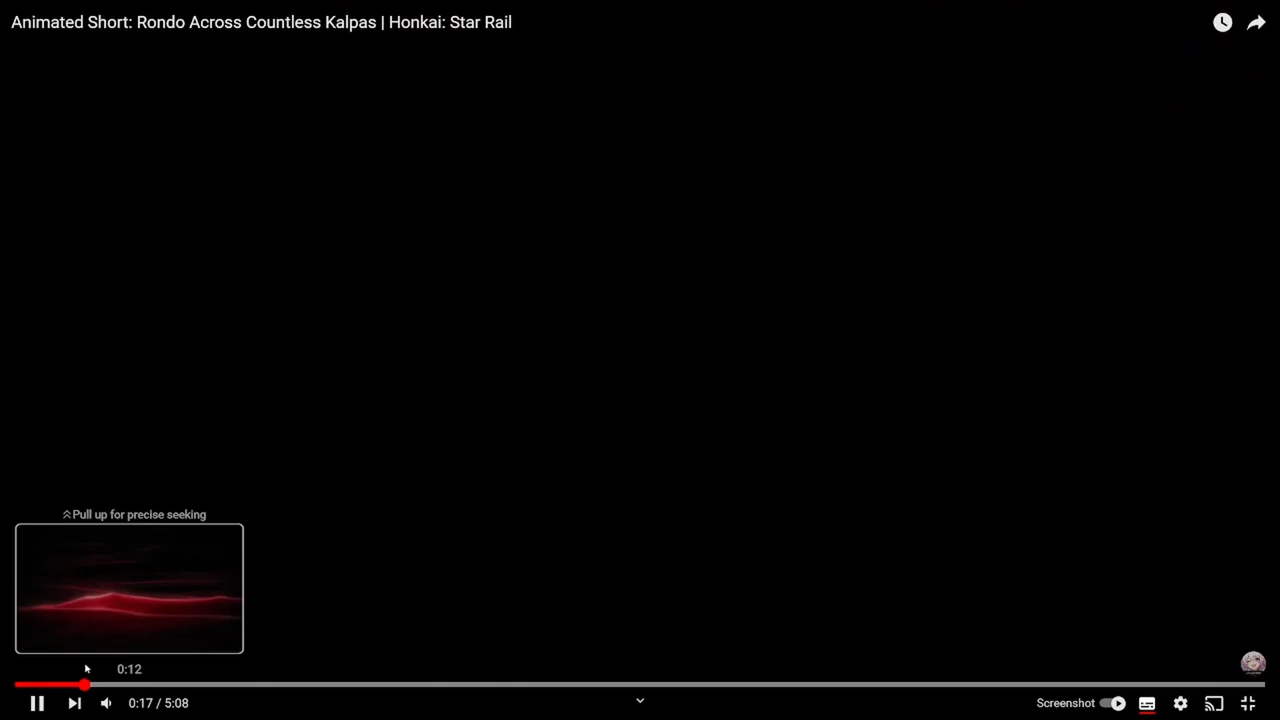 Animated Short: Rondo Across Countless Kalpas | Honkai: Star Rail
Pull up for precise seeking
0:12
0:17 / 5:08
Screenshot